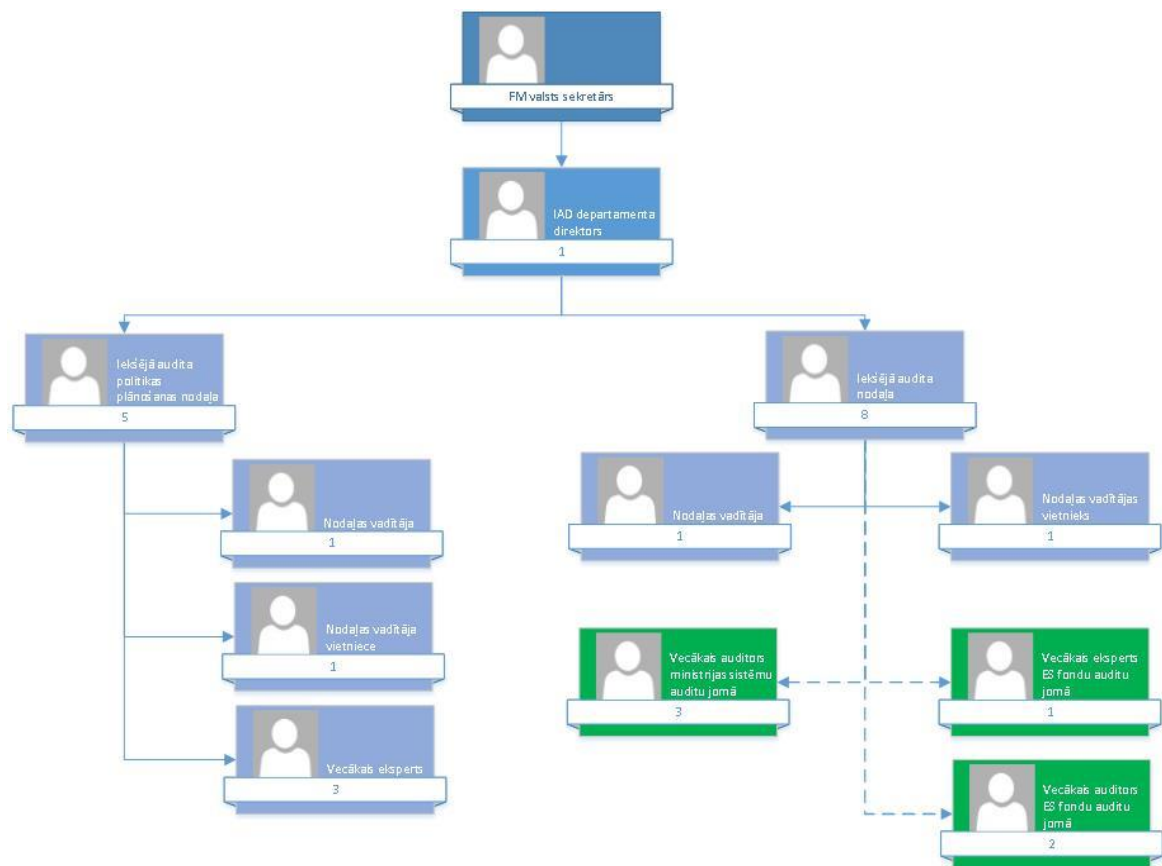 FM valsts sekretārs
IAD departamenta
direktors
1
Iekšējā audita
politikas
plānošanas nodaļa
5
Iekšējā audita
nodaļa
8
Nodaļas vadītāja
1
Nodaļas vadītāja
vietniece
1
Vecākais eksperts
3
Nodaļas vadītāja
1
Nodaļas vadītājas
vietnieks
1
Vecākais auditors
ministrijas sistēmu
auditu jomā
3
Vecākais eksperts
ES fondu auditu
jomā
1
Vecākais auditors
ES fondu auditu
jomā
2